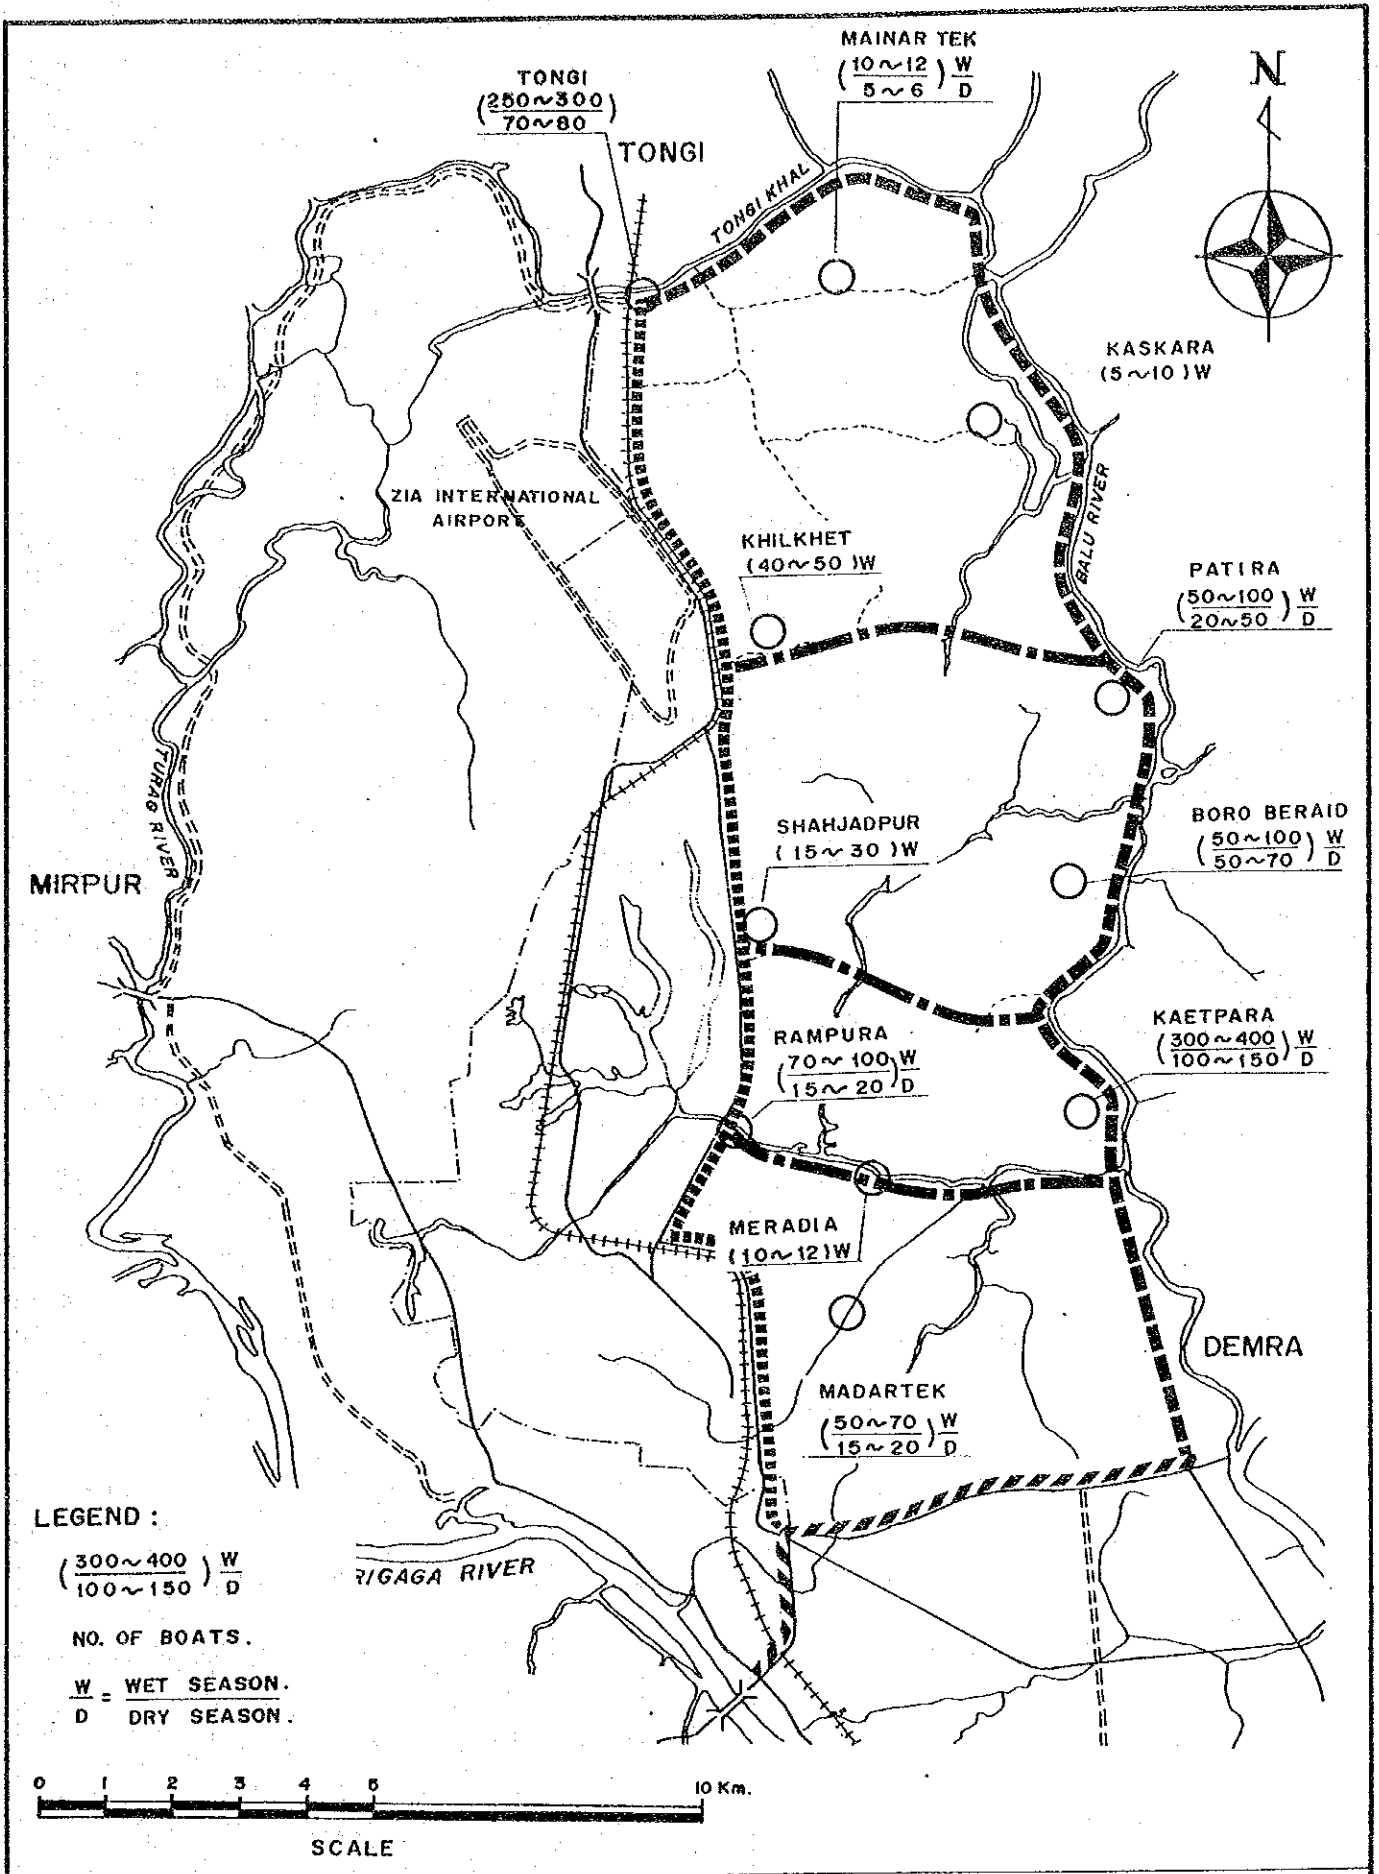 MAINAR TEK
(10~12 / 5~6) W/D
N
TONGI
(250~300 / 70~80)
TONGI
TONGI KHAL
KASKARA
(5~10)W
ZIA INTERNATIONAL
AIRPORT
BALU RIVER
KHILKHET
(40~50)W
PATIRA
(50~100 / 20~50) W/D
TURAG RIVER
SHAHJADPUR
(15~30)W
BORO BERAID
(50~100 / 50~70) W/D
MIRPUR
RAMPURA
(70~100 / 15~20) W/D
KAETPARA
(300~400 / 100~150) W/D
MERADIA
(10~12)W
DEMRA
MADARTEK
(50~70 / 15~20) W/D
LEGEND :
(300~400 / 100~150) W/D
RIGAGA RIVER
NO. OF BOATS.
W/D = WET SEASON. / DRY SEASON.
0 1 2 3 4 5 10 Km.
SCALE